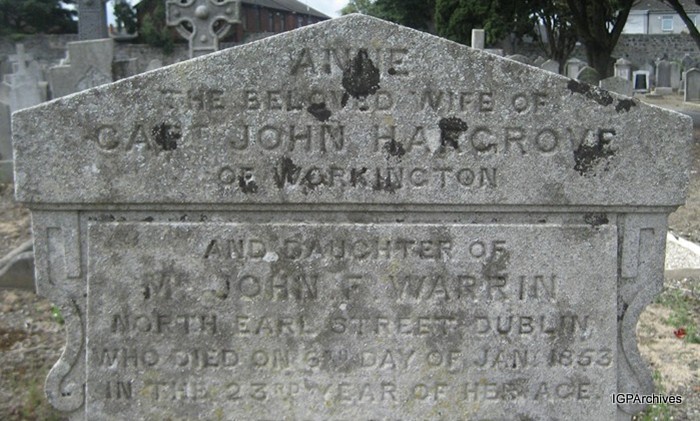 ANNE
THE BELOVED WIFE OF
CAPT JOHN HARGROVE
OF WORKINGTON
AND DAUGHTER OF
MR JOHN F. WARRIN
NORTH EARL STREET DUBLIN
WHO DIED ON 6TH DAY OF JAN. 1853
IN THE 23RD YEAR OF HER AGE.
IGPArchives